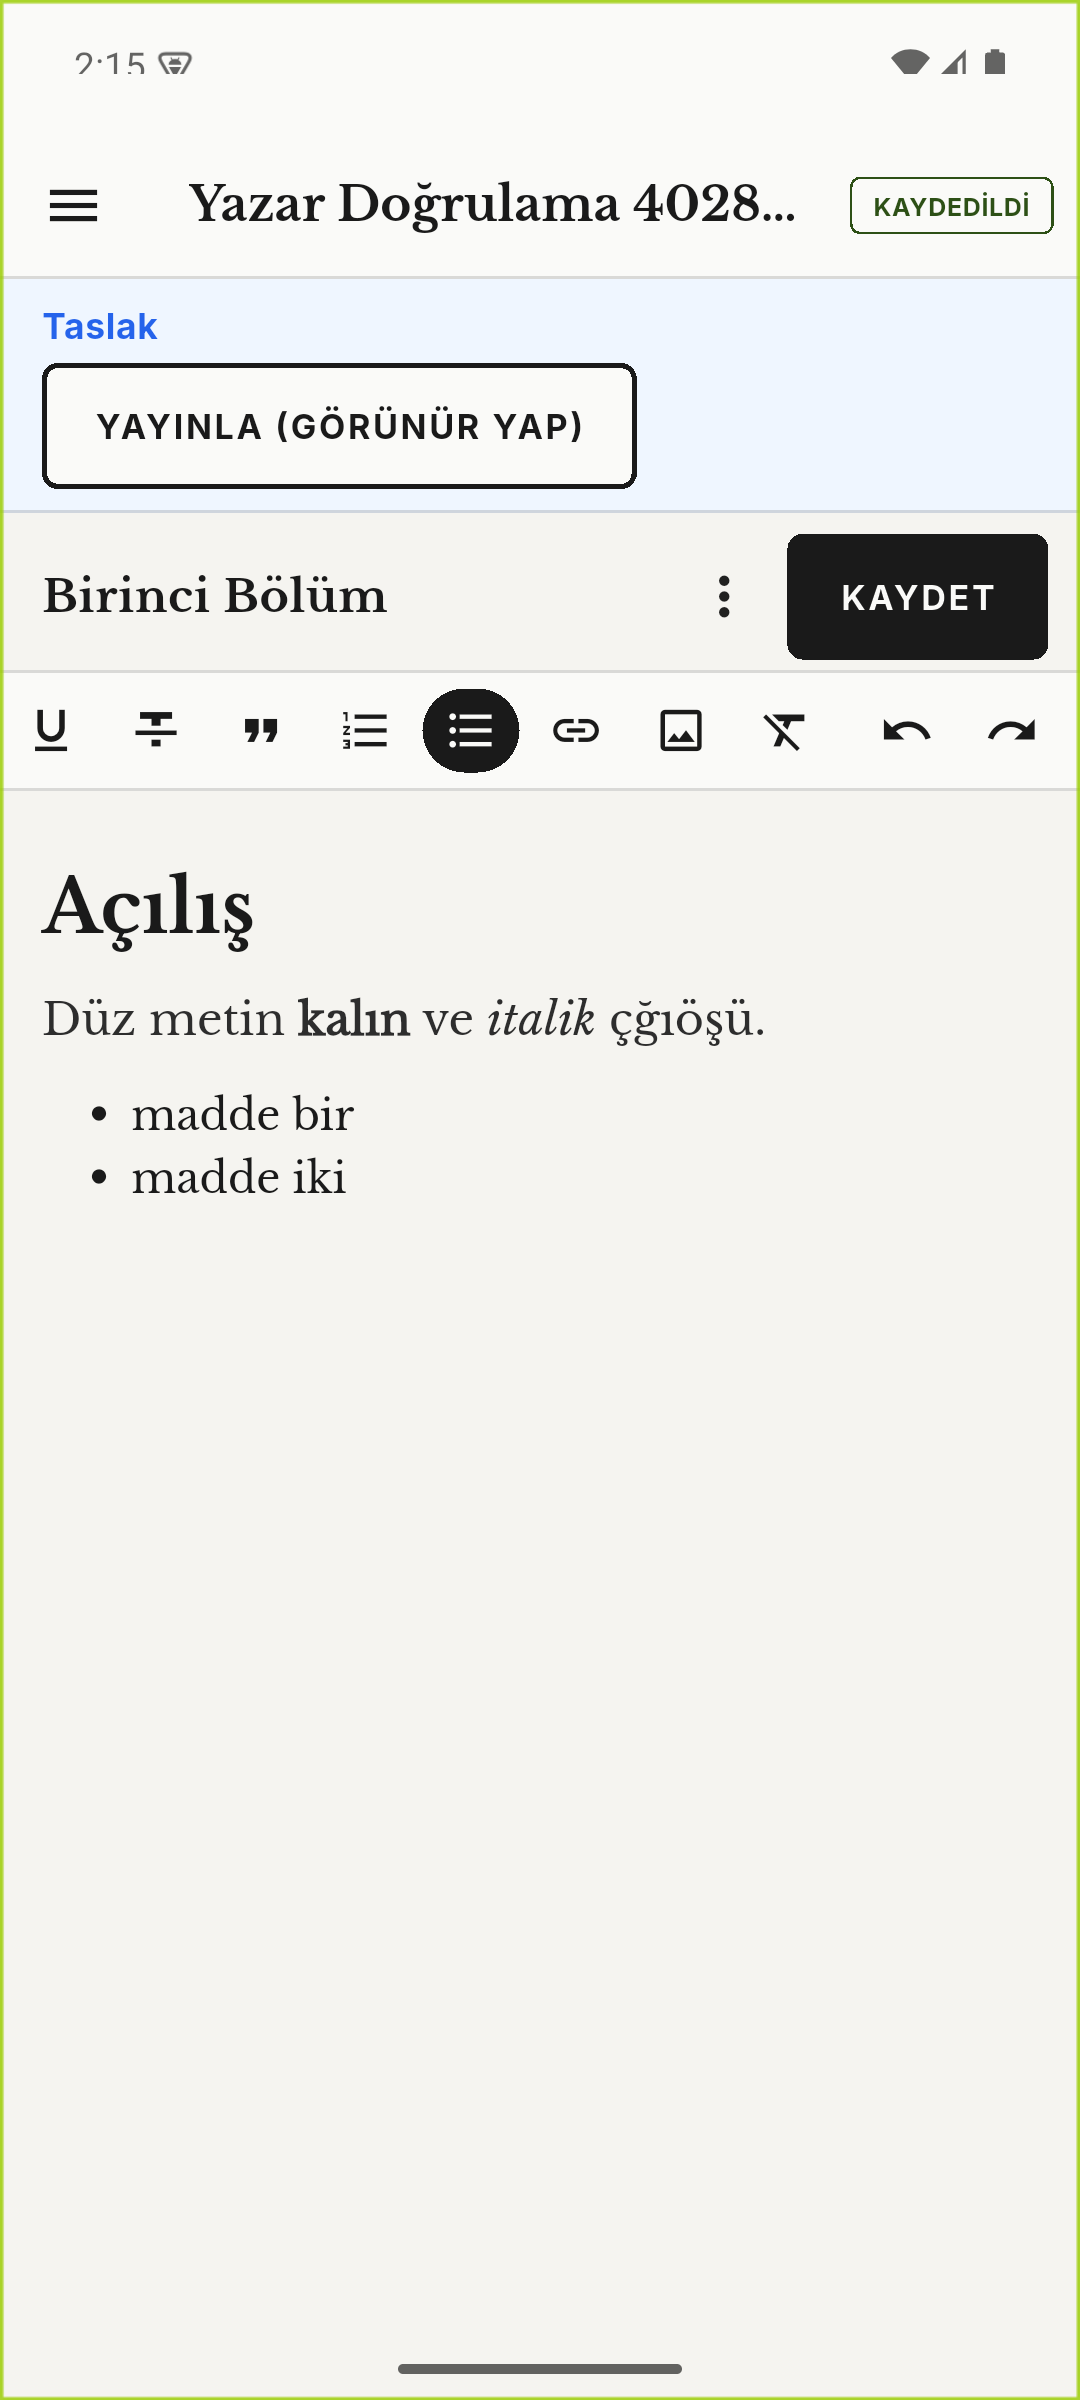 2:15
Yazar Doğrulama 4028...
KAYDEDİLDİ
Taslak
YAYINLA (GÖRÜNÜR YAP)
Birinci Bölüm
KAYDET
Açılış
Düz metin kalın ve italik çğıöşü.
• madde bir
• madde iki